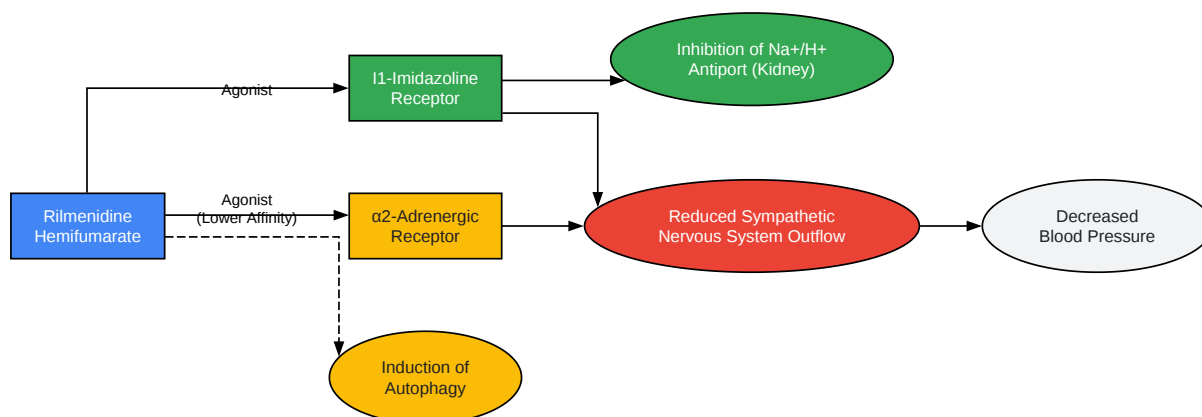 Inhibition of Na+/H+
Antiport (Kidney)
I1-Imidazoline
Receptor
Agonist
Rilmenidine
Hemifumarate
Agonist
(Lower Affinity)
α2-Adrenergic
Receptor
Reduced Sympathetic
Nervous System Outflow
Decreased
Blood Pressure
Induction of
Autophagy